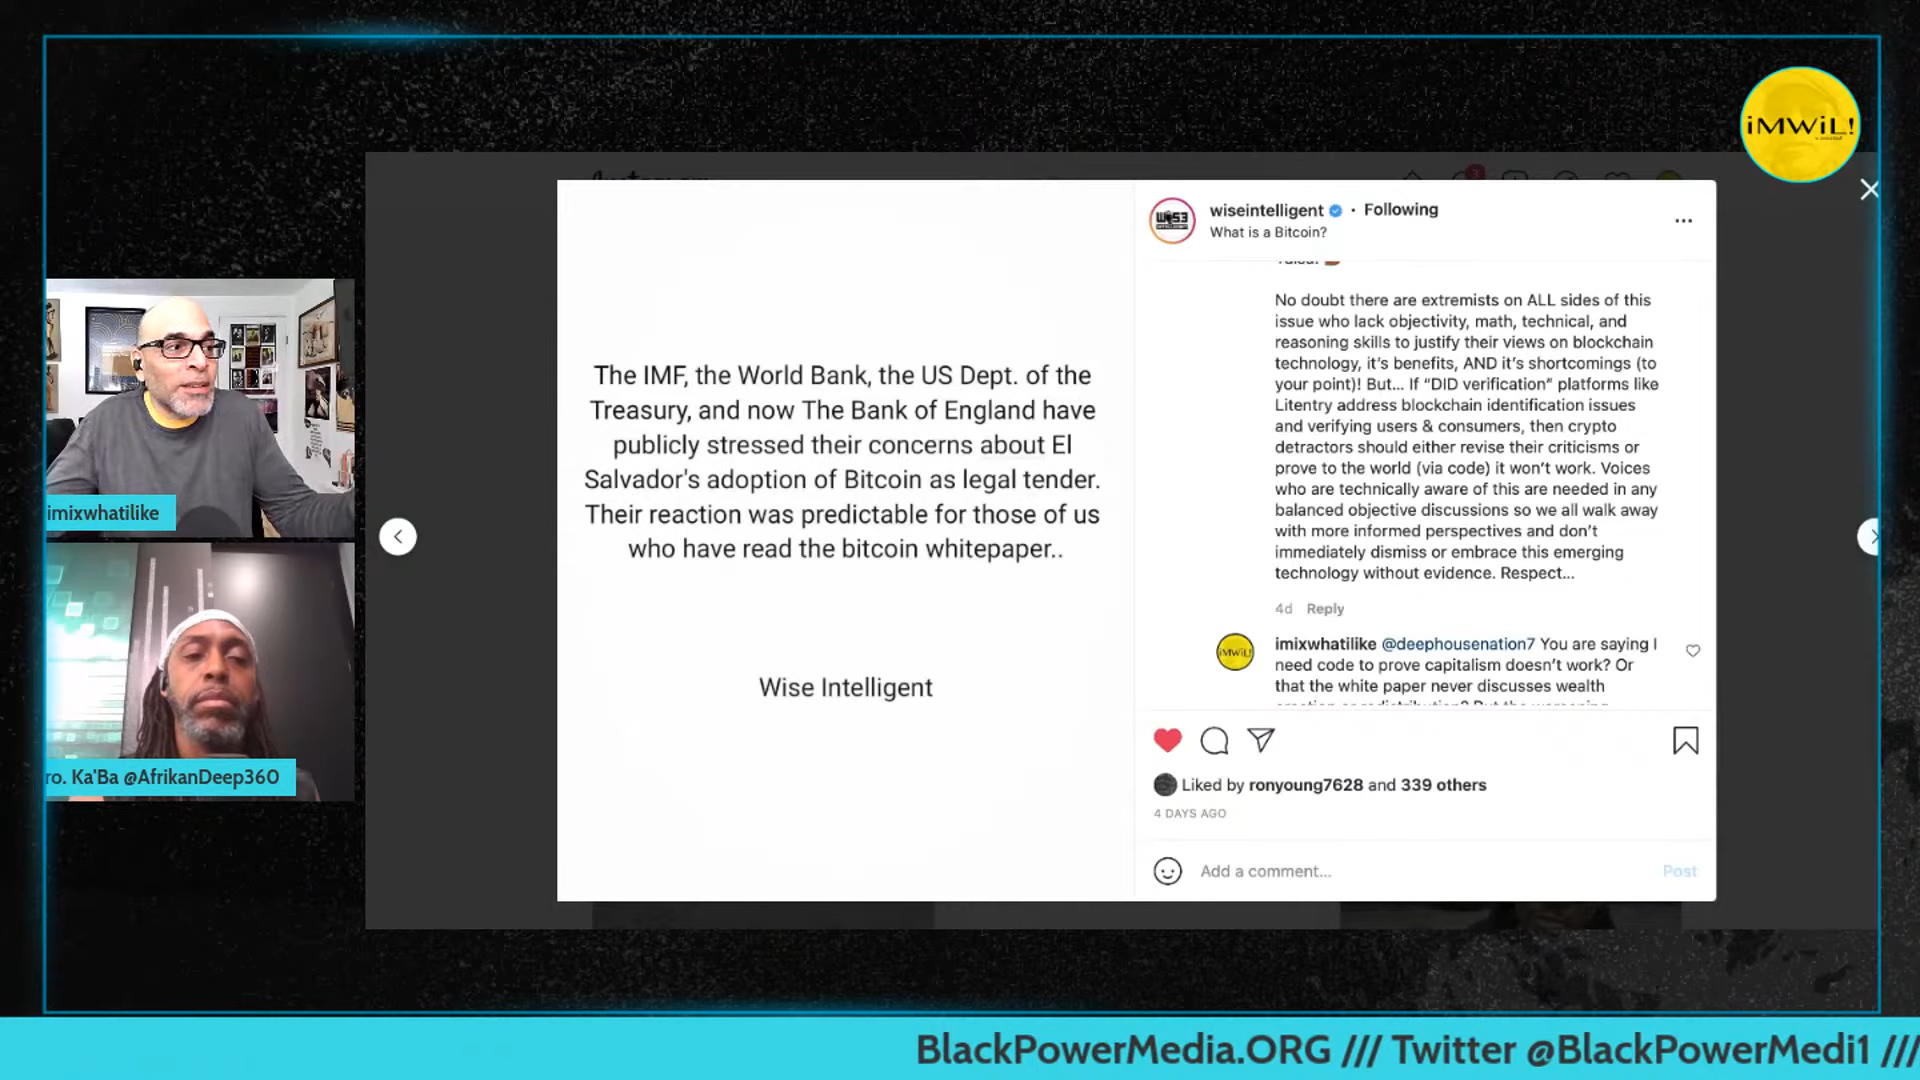 iMWiL!
wiseintelligent · Following
What is a Bitcoin?
The IMF, the World Bank, the US Dept. of the
Treasury, and now The Bank of England have
publicly stressed their concerns about El
Salvador's adoption of Bitcoin as legal tender.
Their reaction was predictable for those of us
who have read the bitcoin whitepaper..
Wise Intelligent
No doubt there are extremists on ALL sides of this
issue who lack objectivity, math, technical, and
reasoning skills to justify their views on blockchain
technology, it's benefits, AND it's shortcomings (to
your point)! But... If “DID verification” platforms like
Litentry address blockchain identification issues
and verifying users & consumers, then crypto
detractors should either revise their criticisms or
prove to the world (via code) it won't work. Voices
who are technically aware of this are needed in any
balanced objective discussions so we all walk away
with more informed perspectives and don't
immediately dismiss or embrace this emerging
technology without evidence. Respect...
4d Reply
imixwhatilike @deephousenation7 You are saying I
need code to prove capitalism doesn't work? Or
that the white paper never discusses wealth
Liked by ronyoung7628 and 339 others
4 DAYS AGO
Add a comment... Post
imixwhatilike
ro. Ka'Ba @AfrikanDeep360
BlackPowerMedia.ORG /// Twitter @BlackPowerMedi1 ///